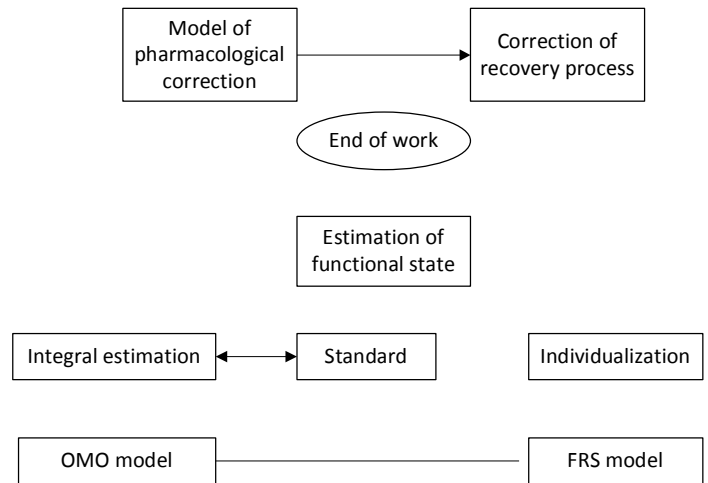 Model of
pharmacological
correction
Correction of
recovery process
End of work
Estimation of
functional state
Integral estimation
Standard
Individualization
OMO model
FRS model